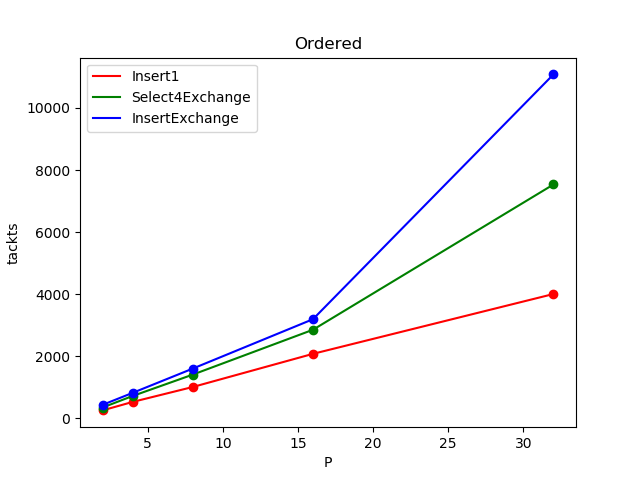 Ordered
Insert1
Select4Exchange
InsertExchange
10000
8000
6000
4000
2000
0
tackts
5 10 15 20 25 30
P